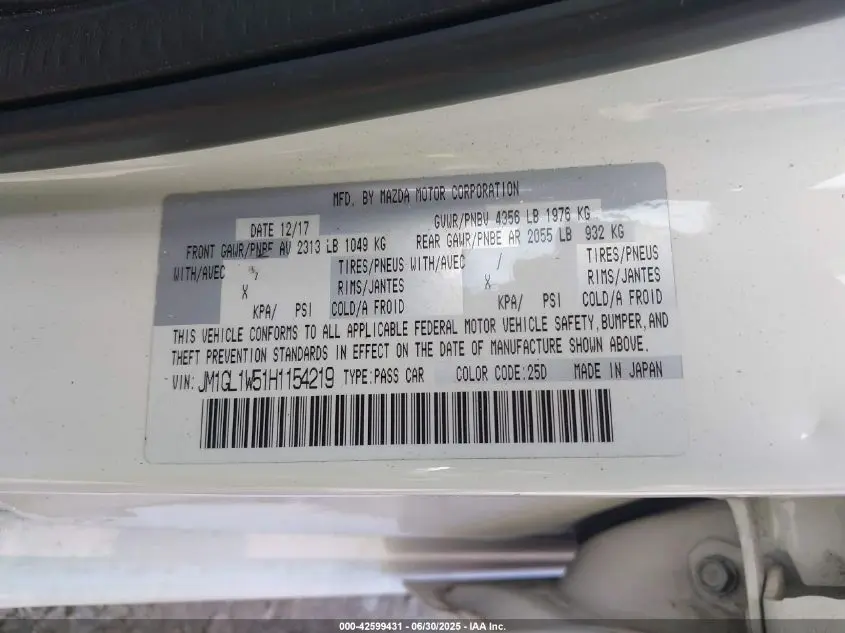 MFD. BY MAZDA MOTOR CORPORATION
DATE 12/17 GVWR/PNBV 4356 LB 1976 KG
FRONT GAWR/PNBE AV 2313 LB 1049 KG REAR GAWR/PNBE AR 2055 LB 932 KG
WITH/AVEC TIRES/PNEUS WITH/AVEC / - TIRES/PNEUS
X RIMS/JANTES X RIMS/JANTES
KPA/ PSI COLD/A FROID KPA/ PSI COLD/A FROID
THIS VEHICLE CONFORMS TO ALL APPLICABLE FEDERAL MOTOR VEHICLE SAFETY, BUMPER, AND
THEFT PREVENTION STANDARDS IN EFFECT ON THE DATE OF MANUFACTURE SHOWN ABOVE.
VIN: JM1GL1W51H1154219 TYPE:PASS CAR COLOR CODE:25D MADE IN JAPAN
000-42599431 - 06/30/2025 - IAA Inc.